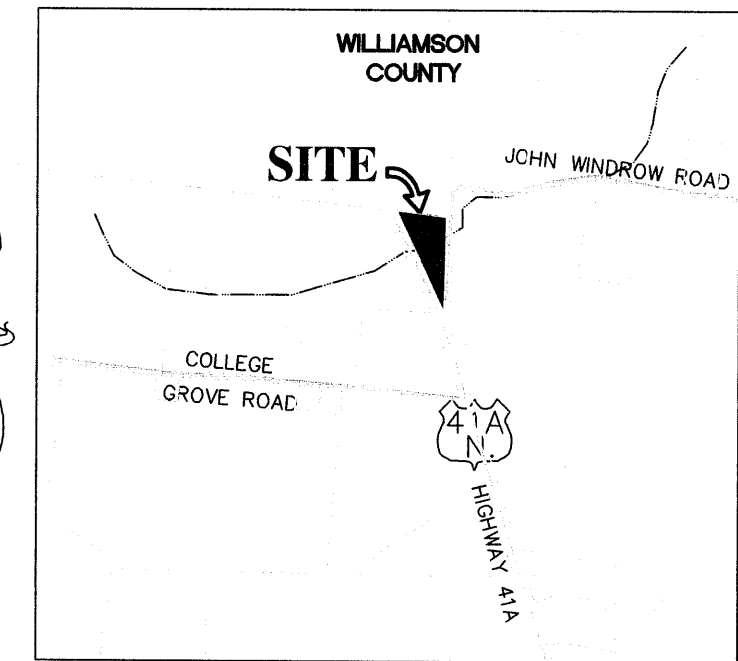 WILLIAMSON
COUNTY
SITE
JOHN WINDROW ROAD
COLLEGE
GROVE ROAD
41A
N.
HIGHWAY 41A